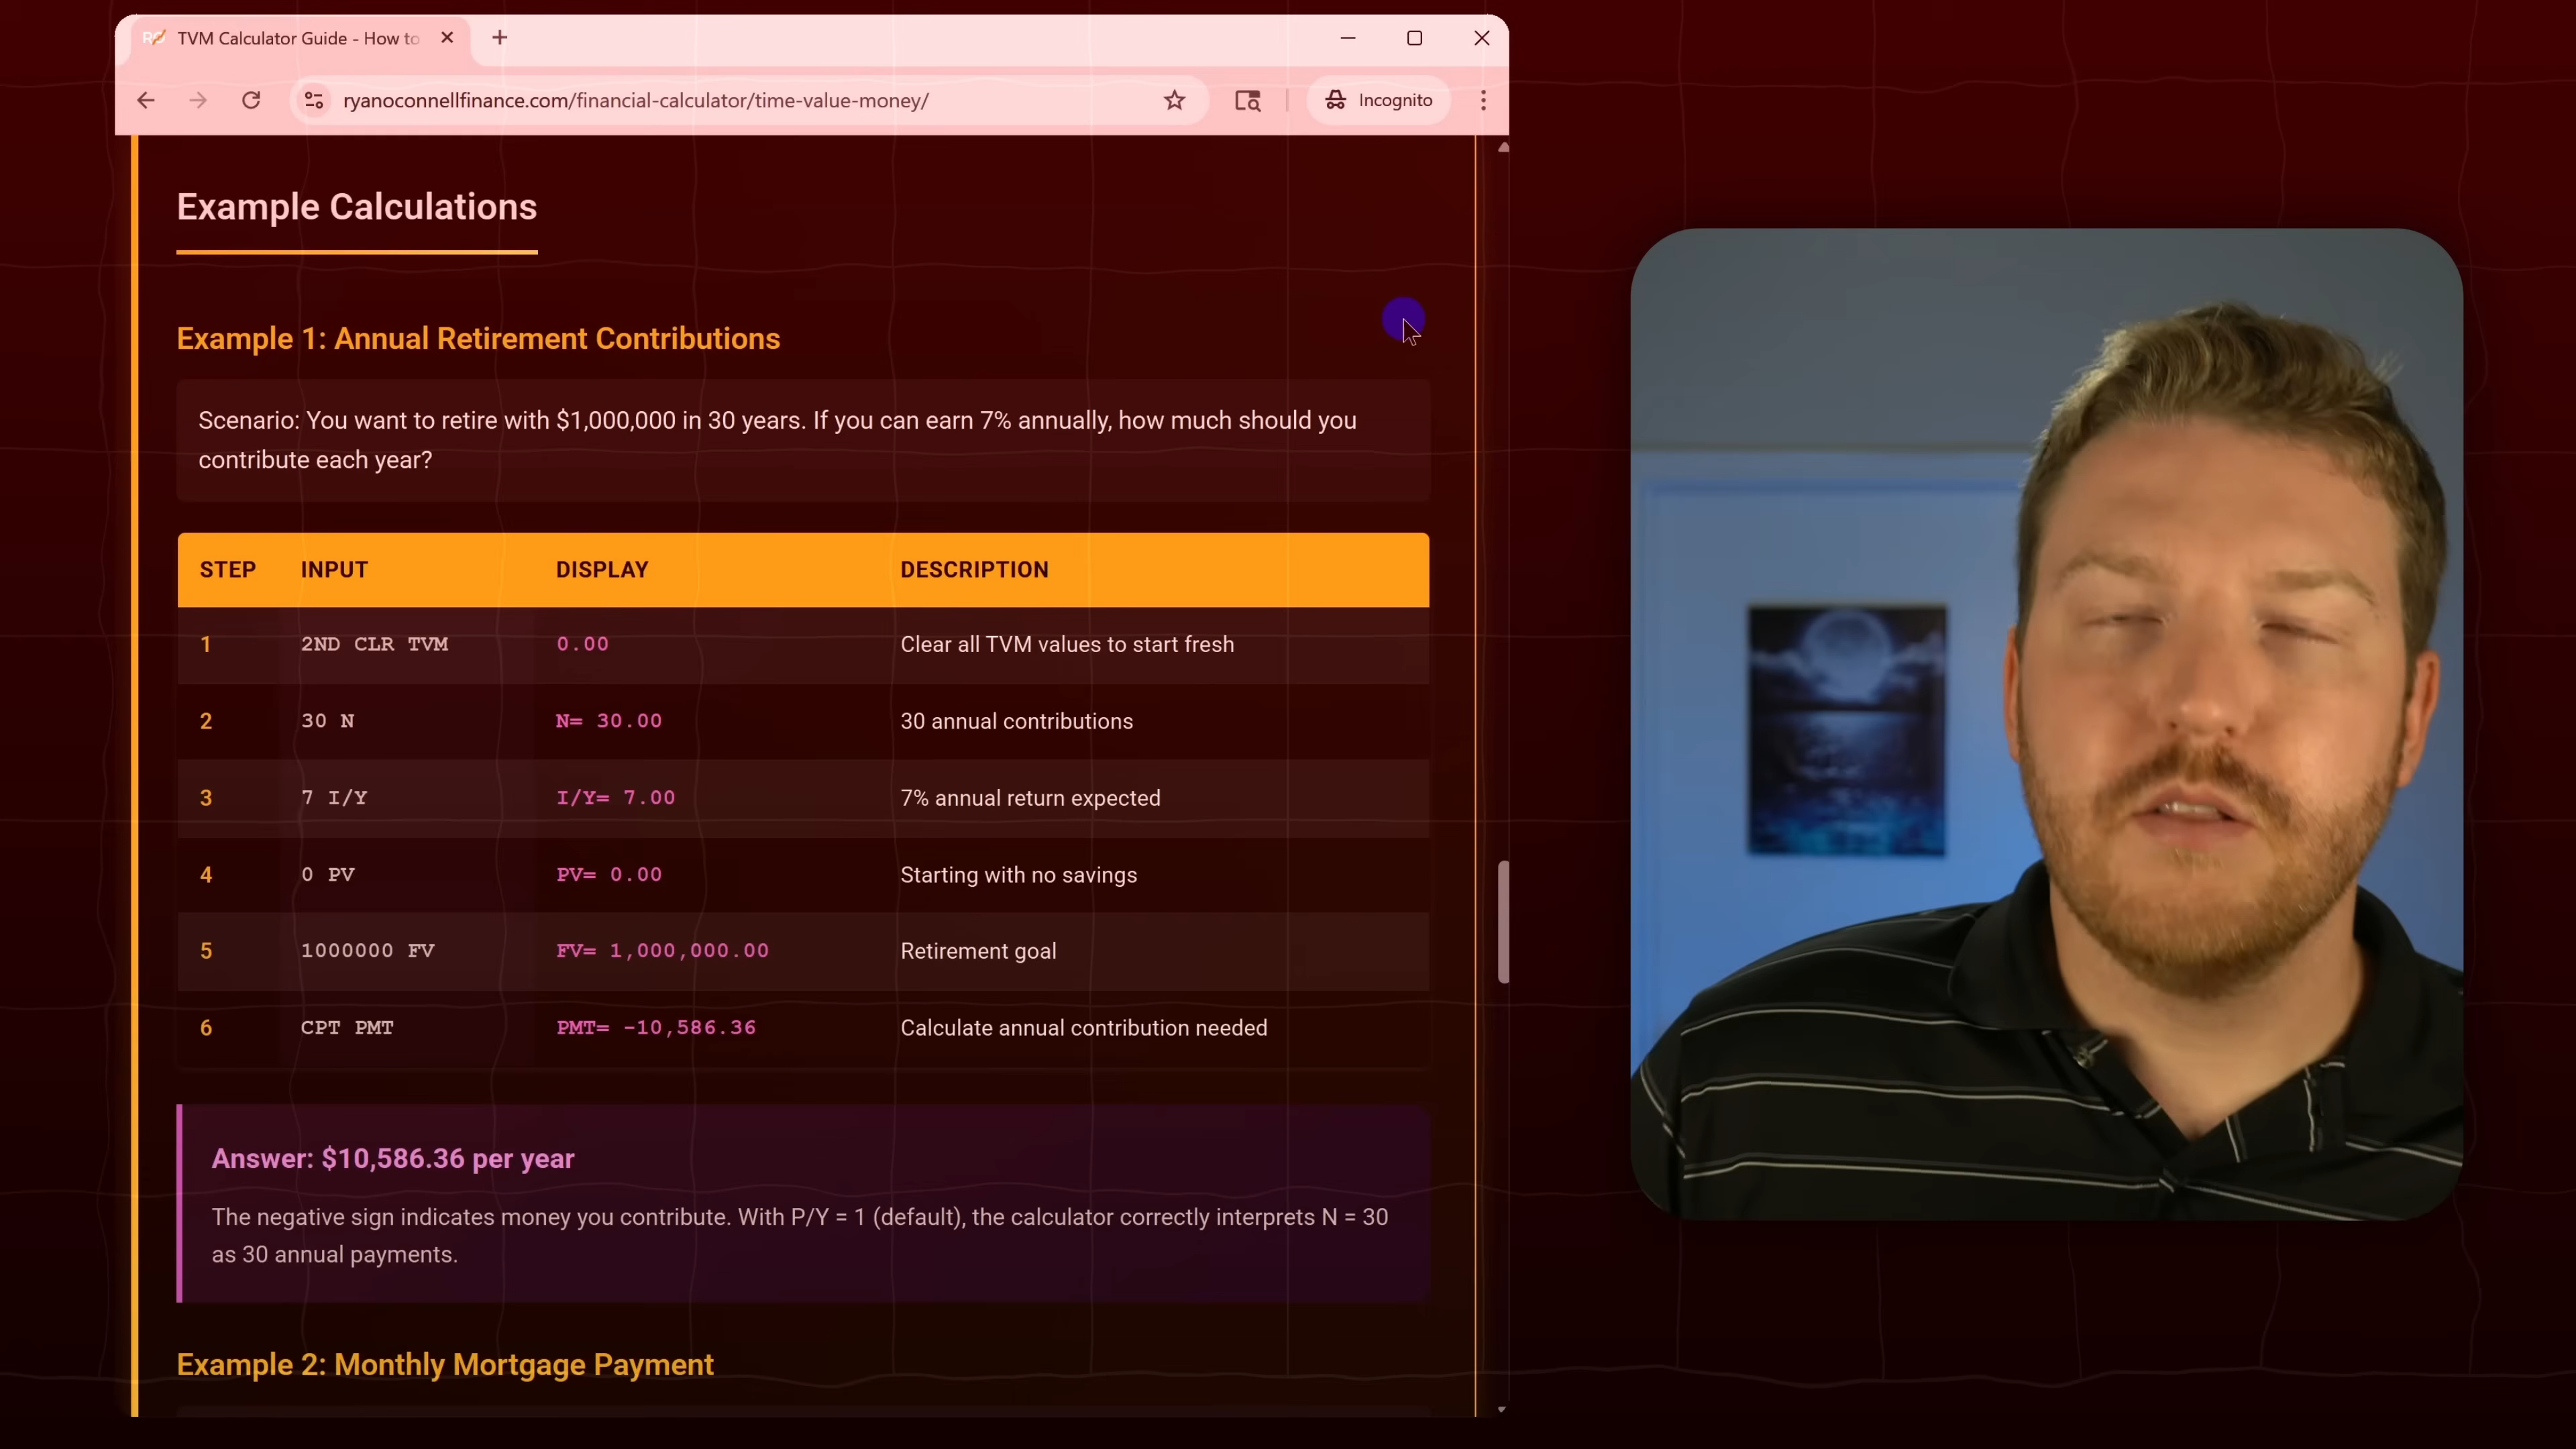 TVM Calculator Guide - How to
ryanoconnellfinance.com/financial-calculator/time-value-money/
Incognito
Example Calculations
Example 1: Annual Retirement Contributions
Scenario: You want to retire with $1,000,000 in 30 years. If you can earn 7% annually, how much should you
contribute each year?
STEP INPUT DISPLAY DESCRIPTION
1 2ND CLR TVM 0.00 Clear all TVM values to start fresh
2 30 N N= 30.00 30 annual contributions
3 7 I/Y I/Y= 7.00 7% annual return expected
4 0 PV PV= 0.00 Starting with no savings
5 1000000 FV FV= 1,000,000.00 Retirement goal
6 CPT PMT PMT= -10,586.36 Calculate annual contribution needed
Answer: $10,586.36 per year
The negative sign indicates money you contribute. With P/Y = 1 (default), the calculator correctly interprets N = 30
as 30 annual payments.
Example 2: Monthly Mortgage Payment